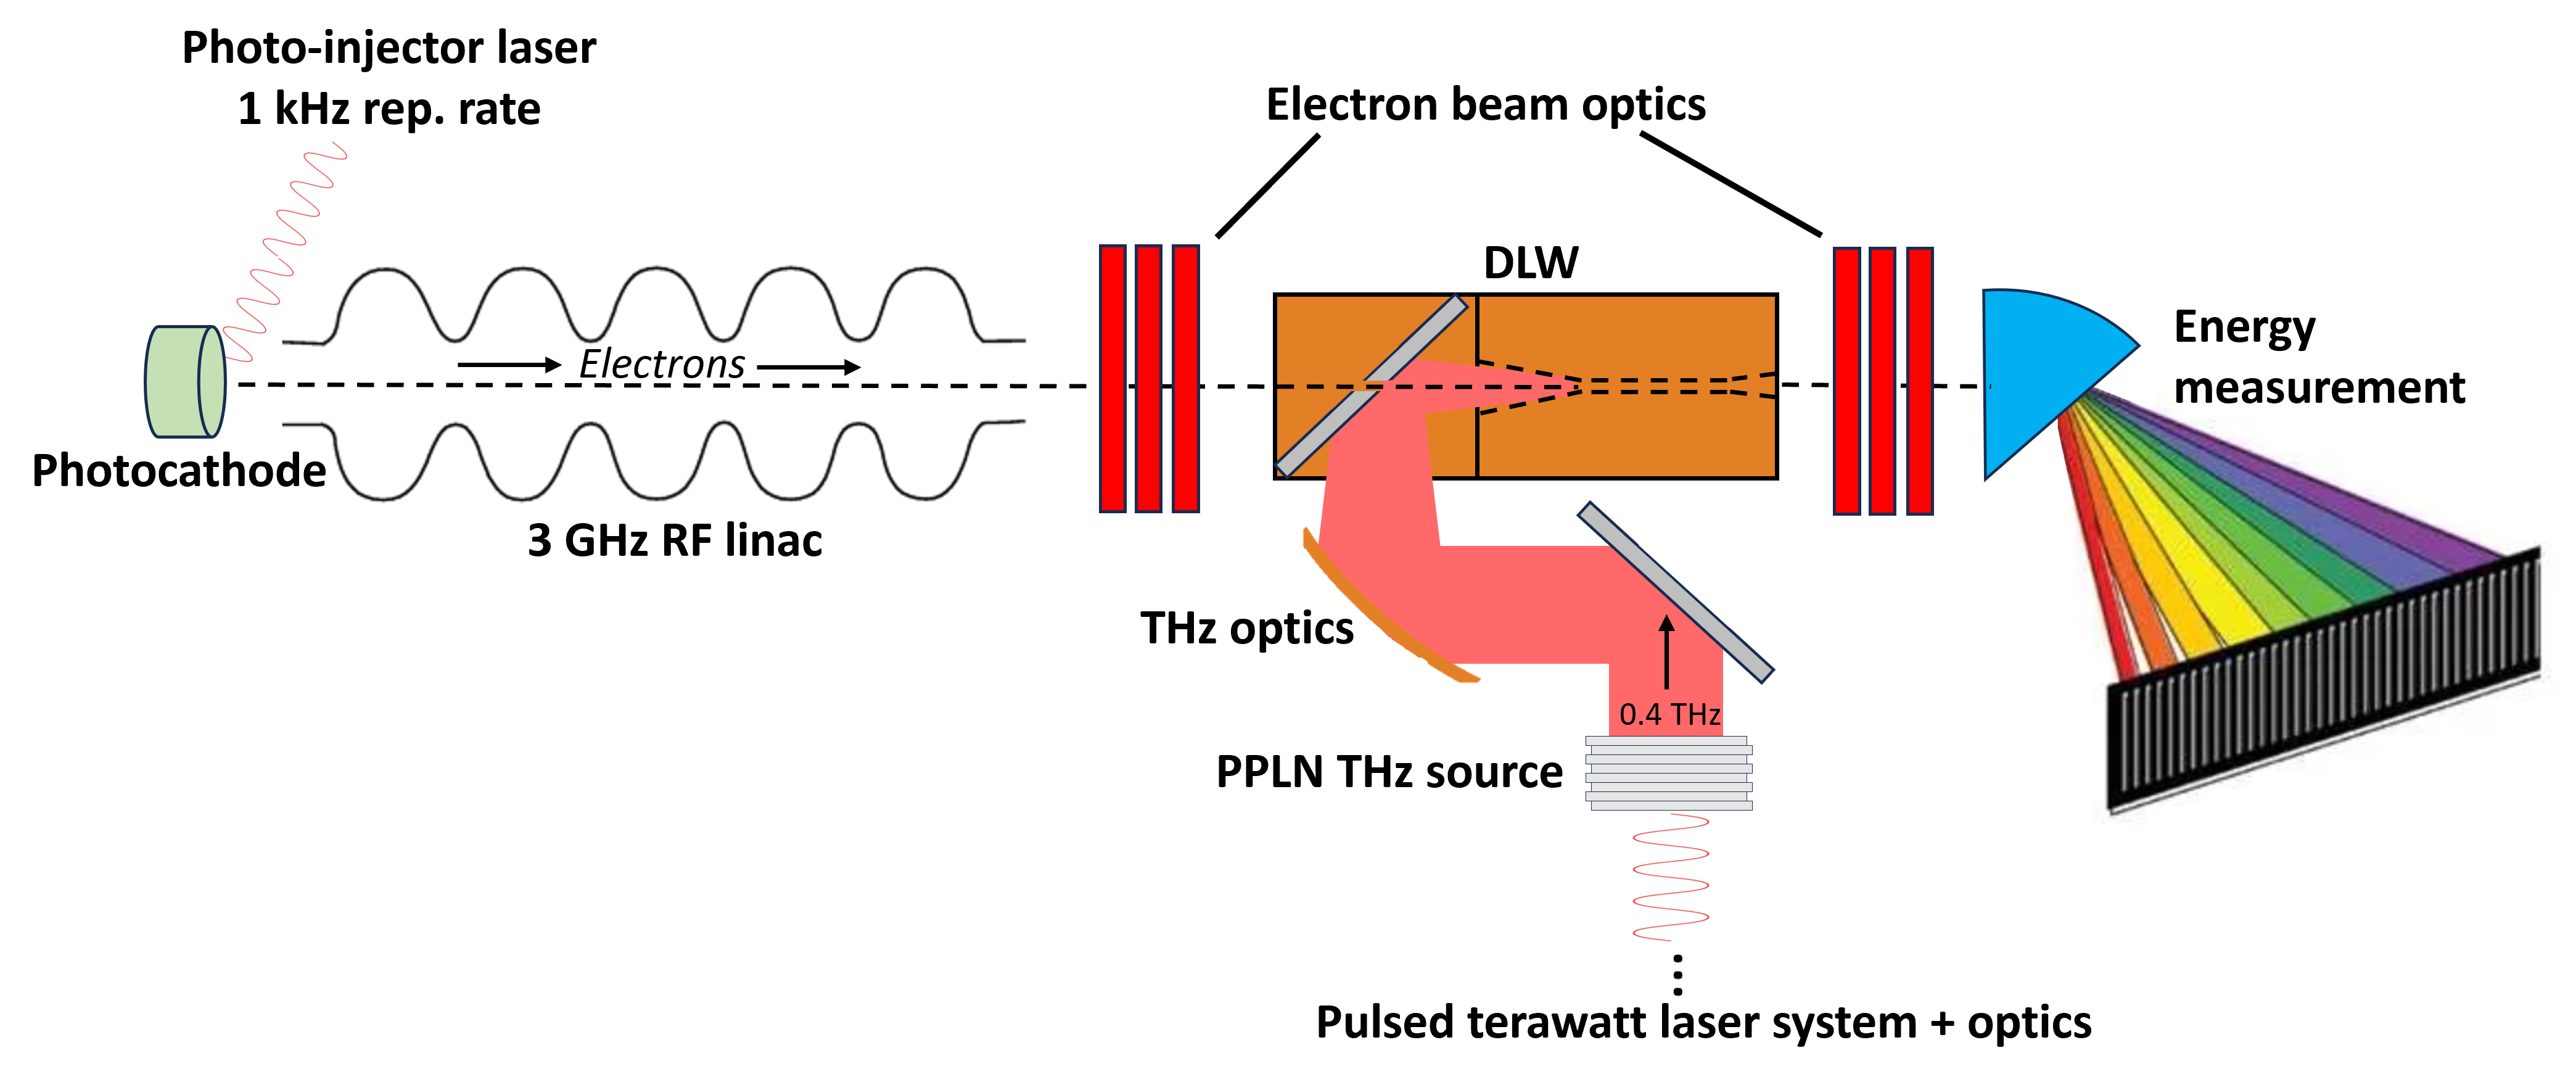 Photo-injector laser
1 kHz rep. rate
Electron beam optics
DLW
Electrons
Energy
measurement
Photocathode
3 GHz RF linac
THz optics
0.4 THz
PPLN THz source
Pulsed terawatt laser system + optics